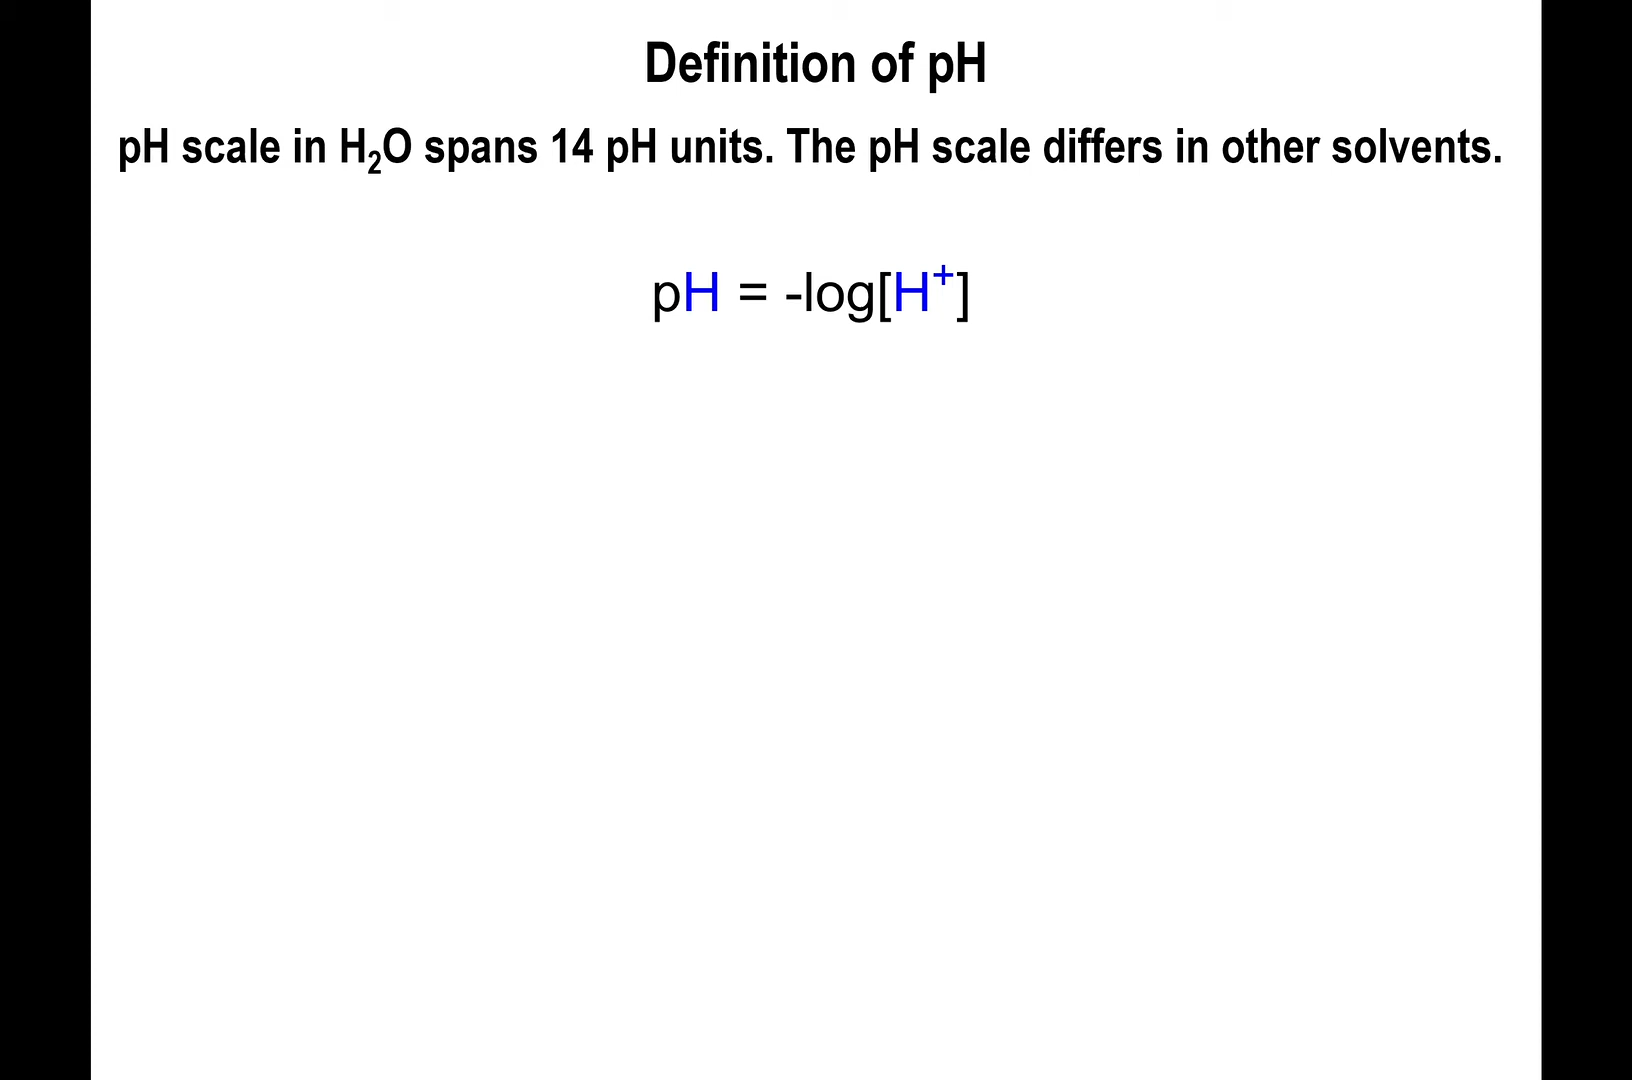 Definition of pH
pH scale in H₂O spans 14 pH units. The pH scale differs in other solvents.
pH = -log[H⁺]